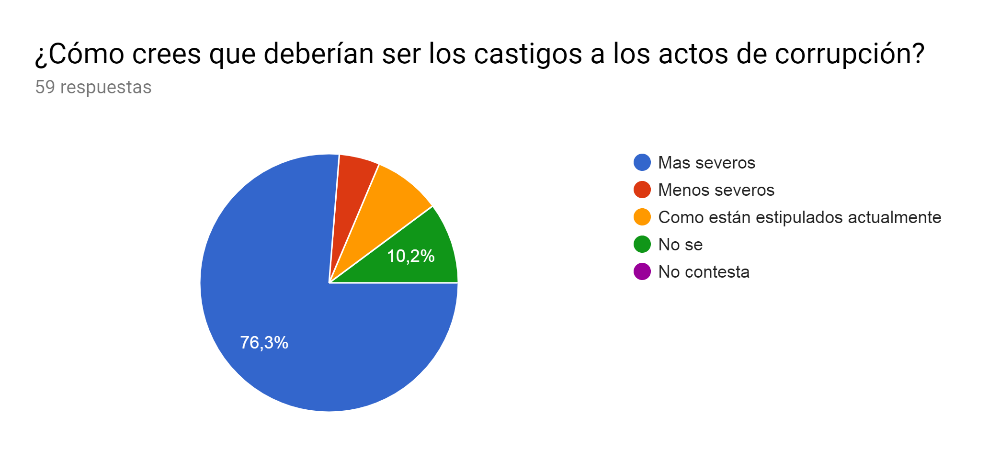 ¿Cómo crees que deberían ser los castigos a los actos de corrupción?
59 respuestas
Mas severos
Menos severos
Como están estipulados actualmente
No se
No contesta
10,2%
76,3%